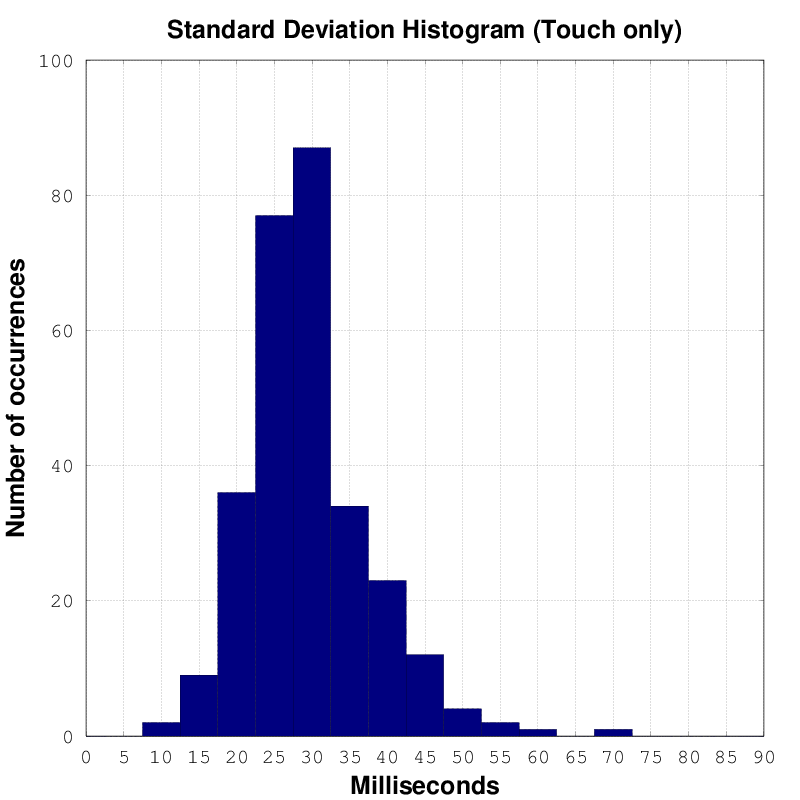 Standard Deviation Histogram (Touch only)
100
80
60
40
20
0
Number of occurrences
0 5 10 15 20 25 30 35 40 45 50 55 60 65 70 75 80 85 90
Milliseconds